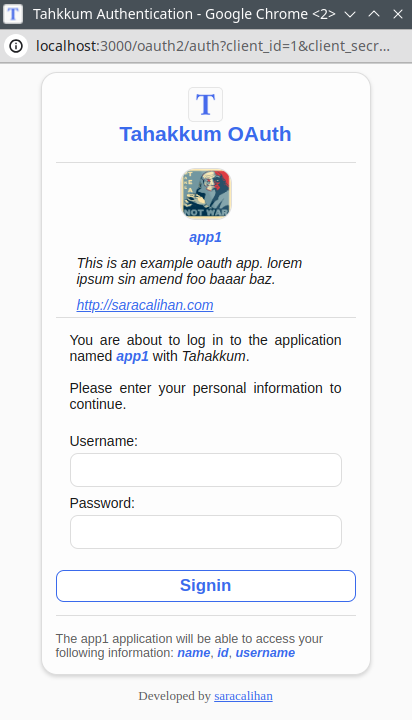 Tahkkum Authentication - Google Chrome <2>
localhost:3000/oauth2/auth?client_id=1&client_secr...
T
Tahakkum OAuth
NOT WAR
app1
This is an example oauth app. lorem
ipsum sin amend foo baaar baz.
http://saracalihan.com
You are about to log in to the application
named app1 with Tahakkum.
Please enter your personal information to
continue.
Username:
Password:
Signin
The app1 application will be able to access your
following information: name, id, username
Developed by saracalihan